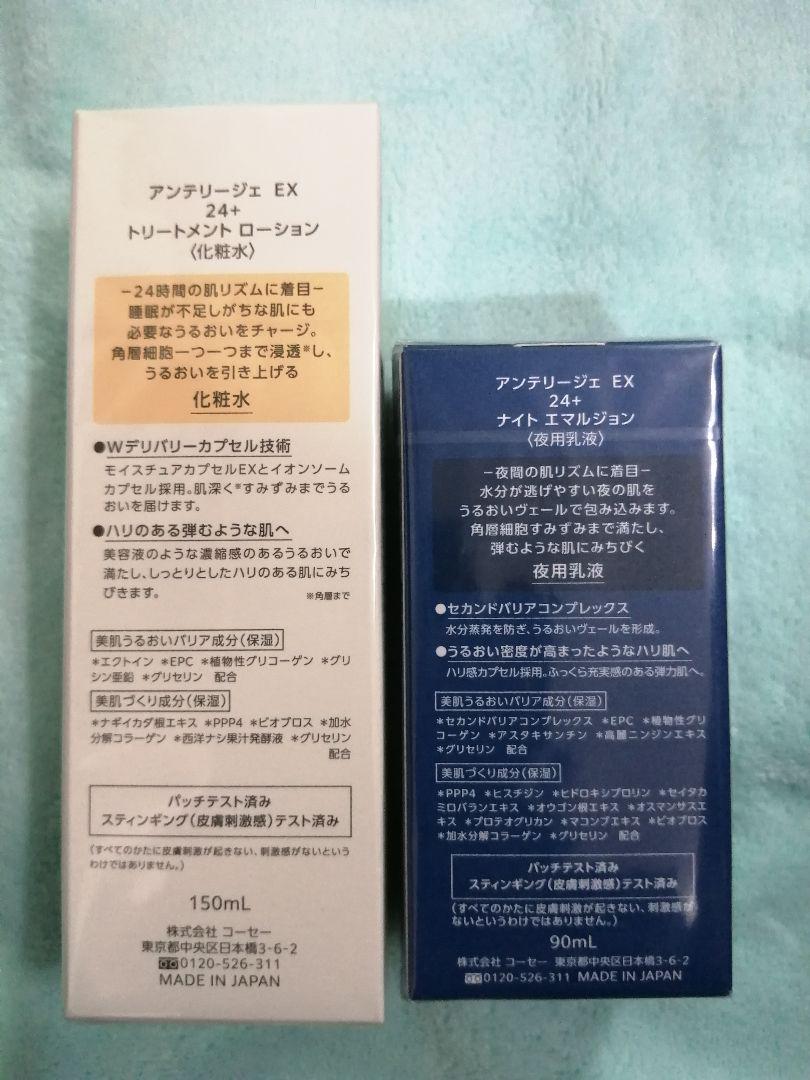 アンテリージェ EX
24+
トリートメント ローション
〈化粧水〉
−24時間の肌リズムに着目−
睡眠が不足しがちな肌にも
必要なうるおいをチャージ。
角層細胞一つ一つまで浸透※し、
うるおいを引き上げる
化粧水
●Wデリバリーカプセル技術
モイスチュアカプセルEXとイオンソーム
カプセル採用。肌深く※すみずみまでうる
おいを届けます。
●ハリのある弾むような肌へ
美容液のような濃縮感のあるうるおいで
満たし、しっとりとしたハリのある肌にみち
びきます。
※角層まで
美肌うるおいバリア成分(保湿)
*エクトイン *EPC *植物性グリコーゲン *グリ
シン亜鉛 *グリセリン 配合
美肌づくり成分(保湿)
*ナギイカダ根エキス *PPP4 *ビオプロス *加水
分解コラーゲン *西洋ナシ果汁発酵液 *グリセリン
配合
パッチテスト済み
スティンギング(皮膚刺激感)テスト済み
(すべてのかたに皮膚刺激が起きない、刺激感がないという
わけではありません。)
150mL
株式会社 コーセー
東京都中央区日本橋3-6-2
0120-526-311
MADE IN JAPAN
アンテリージェ EX
24+
ナイト エマルジョン
〈夜用乳液〉
−夜間の肌リズムに着目−
水分が逃げやすい夜の肌を
うるおいヴェールで包み込みます。
角層細胞すみずみまで満たし、
弾むような肌にみちびく
夜用乳液
●セカンドバリアコンプレックス
水分蒸発を防ぎ、うるおいヴェールを形成。
●うるおい密度が高まったようなハリ肌へ
ハリ感カプセル採用。ふっくら充実感のある弾力肌へ。
美肌うるおいバリア成分(保湿)
*セカンドバリアコンプレックス *EPC *植物性グリ
コーゲン *アスタキサンチン *高麗ニンジンエキス
*グリセリン 配合
美肌づくり成分(保湿)
*PPP4 *ヒスチジン *ヒドロキシプロリン *セイタカ
ミロバランエキス *オウゴン根エキス *オスマンサスエ
キス *プロテオグリカン *マコンブエキス *ビオプロス
*加水分解コラーゲン *グリセリン 配合
パッチテスト済み
スティンギング(皮膚刺激感)テスト済み
(すべてのかたに皮膚刺激が起きない、刺激感が
ないというわけではありません。)
90mL
株式会社 コーセー 東京都中央区日本橋3-6-2
0120-526-311 MADE IN JAPAN